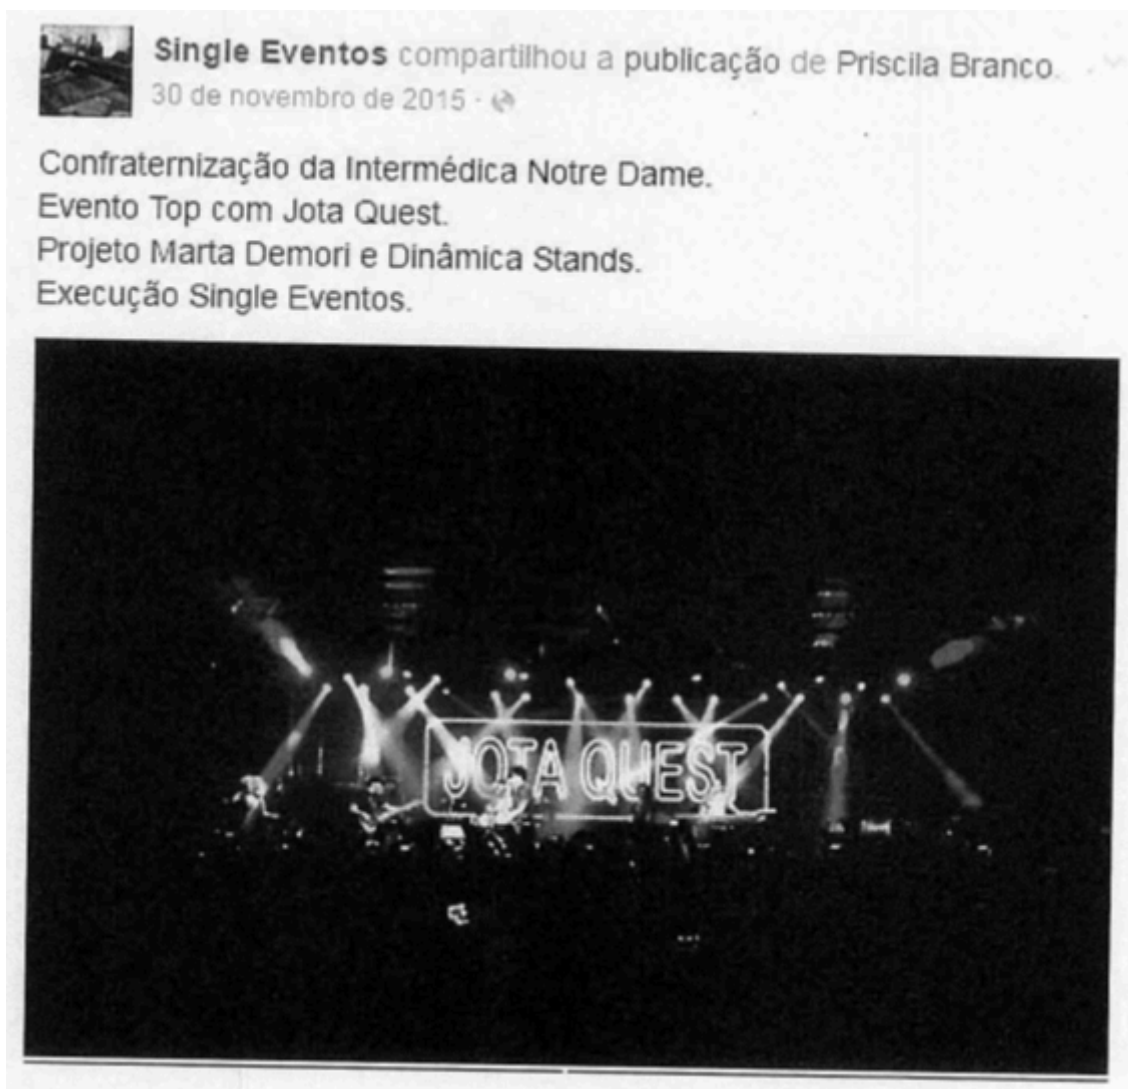 Single Eventos compartilhou a publicação de Priscila Branco.
30 de novembro de 2015 ·
Confraternização da Intermédica Notre Dame.
Evento Top com Jota Quest.
Projeto Marta Demori e Dinâmica Stands.
Execução Single Eventos.
JOTA QUEST